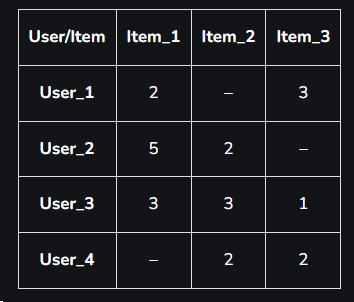 User/Item Item_1 Item_2 Item_3
User_1 2 – 3
User_2 5 2 –
User_3 3 3 1
User_4 – 2 2